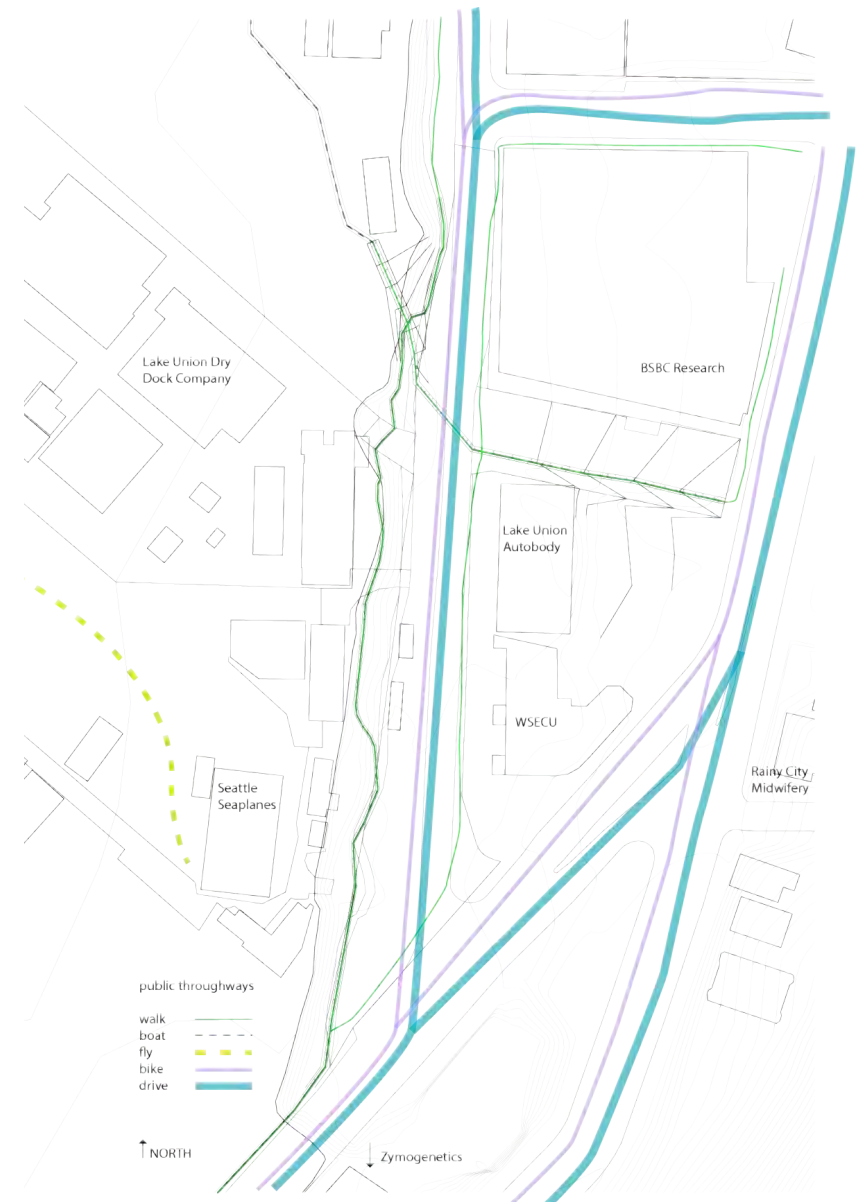 BSBC Research
Lake Union Dry
Dock Company
Lake Union
Autobody
WSECU
Rainy City
Midwifery
Seattle
Seaplanes
public throughways
walk
boat
fly
bike
drive
NORTH
Zymogenetics